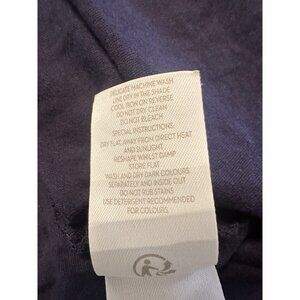 DELICATE MACHINE WASH
LINE DRY IN THE SHADE
COOL IRON ON REVERSE
DO NOT DRY CLEAN
DO NOT BLEACH
SPECIAL INSTRUCTIONS:
DRY FLAT AWAY FROM DIRECT HEAT
AND SUNLIGHT.
RESHAPE WHILST DAMP
STORE FLAT
WASH AND DRY DARK COLOURS
SEPARATELY AND INSIDE OUT
DO NOT RUB STAINS
USE DETERGENT RECOMMENDED
FOR COLOURS.